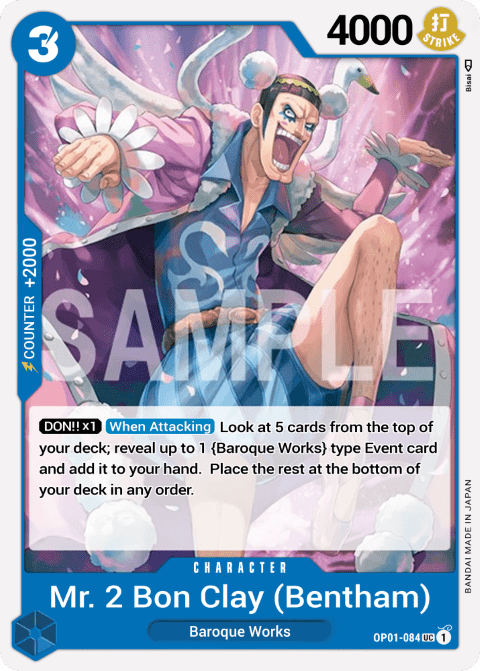 3
4000
打
STRIKE
Bisai
COUNTER +2000
SAMPLE
DON!! x1 When Attacking Look at 5 cards from the top of
your deck; reveal up to 1 {Baroque Works} type Event card
and add it to your hand. Place the rest at the bottom of
your deck in any order.
BANDAI MADE IN JAPAN
CHARACTER
Mr. 2 Bon Clay (Bentham)
Baroque Works
OP01-084 UC 1